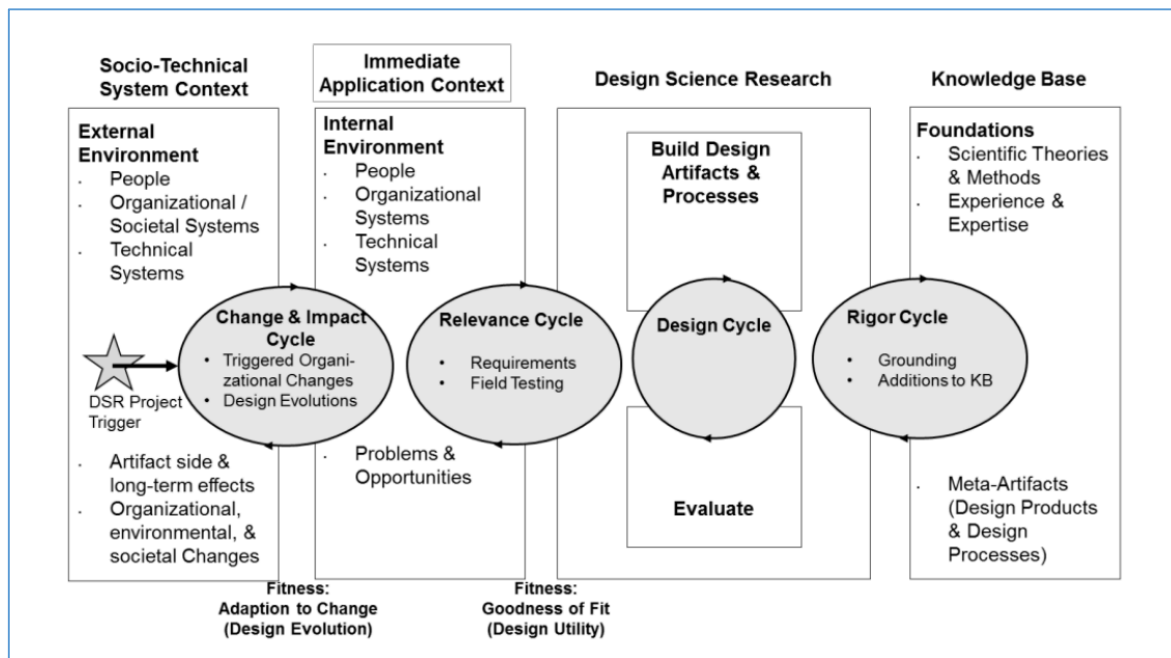 Socio-Technical
System Context
External
Environment
. People
. Organizational /
Societal Systems
. Technical
Systems
DSR Project
Trigger
. Artifact side &
long-term effects
. Organizational,
environmental, &
societal Changes
Change & Impact
Cycle
• Triggered Organi-
zational Changes
• Design Evolutions
Fitness:
Adaption to Change
(Design Evolution)
Immediate
Application Context
Internal
Environment
. People
. Organizational
Systems
. Technical
Systems
. Problems &
Opportunities
Relevance Cycle
• Requirements
• Field Testing
Fitness:
Goodness of Fit
(Design Utility)
Design Science Research
Build Design
Artifacts &
Processes
Design Cycle
Evaluate
Rigor Cycle
• Grounding
• Additions to KB
Knowledge Base
Foundations
. Scientific Theories
& Methods
. Experience &
Expertise
. Meta-Artifacts
(Design Products
& Design
Processes)